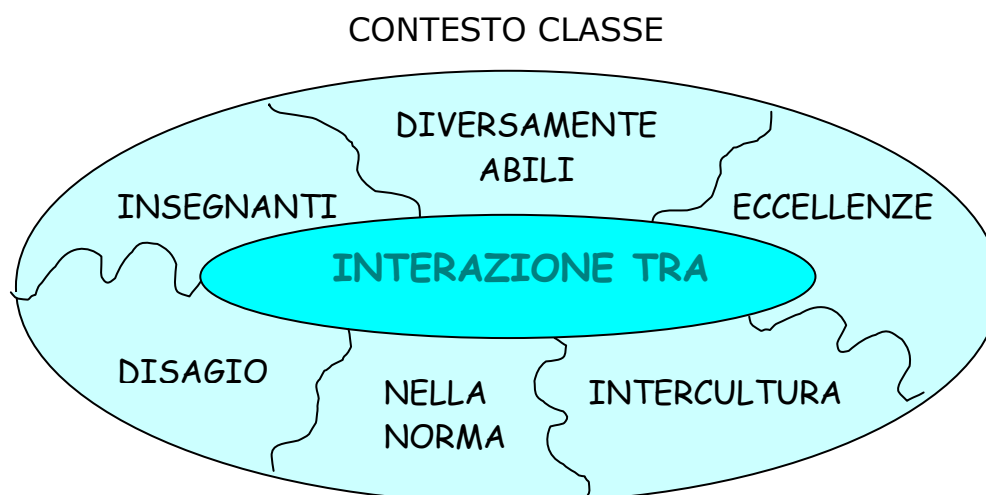 CONTESTO CLASSE
DIVERSAMENTE
ABILI
INSEGNANTI
ECCELLENZE
INTERAZIONE TRA
DISAGIO
NELLA
NORMA
INTERCULTURA